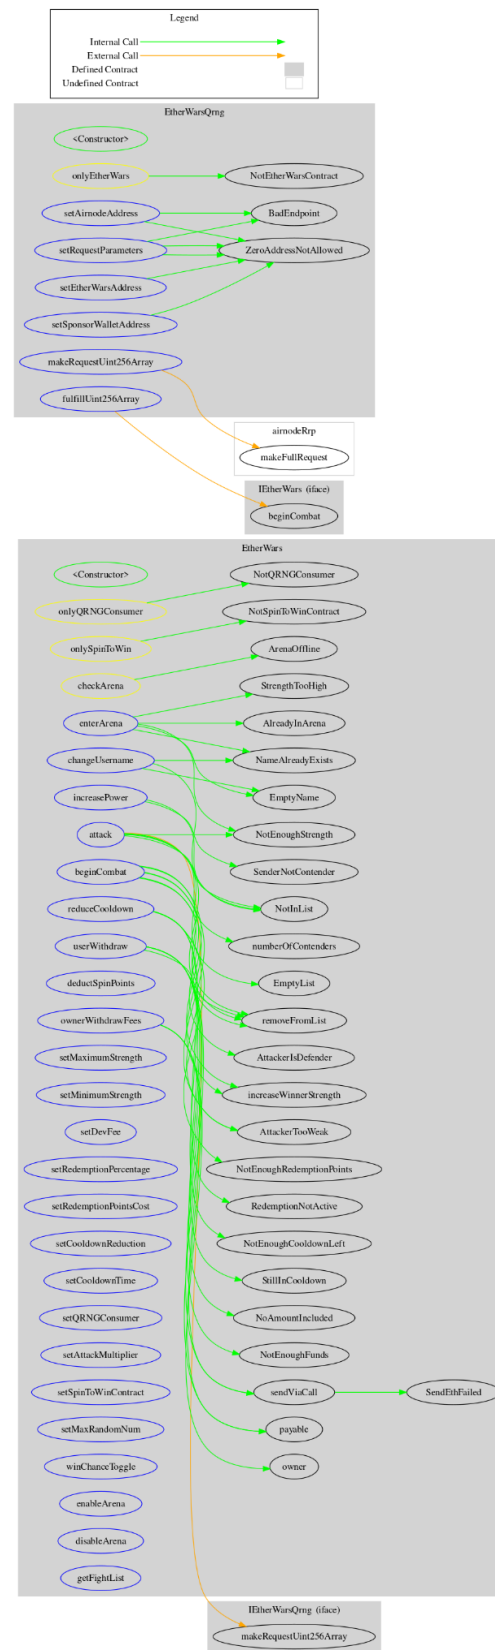 Legend
Internal Call
External Call
Defined Contract
Undefined Contract
EtherWarsQrng
<Constructor>
onlyEtherWars
NotEtherWarsContract
setAirnodeAddress
BadEndpoint
setRequestParameters
ZeroAddressNotAllowed
setEtherWarsAddress
setSponsorWalletAddress
makeRequestUint256Array
fulfillUint256Array
airnodeRrp
makeFullRequest
IEtherWars (iface)
beginCombat
EtherWars
<Constructor>
NotQRNGConsumer
onlyQRNGConsumer
NotSpinToWinContract
onlySpinToWin
ArenaOffline
checkArena
StrengthTooHigh
enterArena
AlreadyInArena
changeUsername
NameAlreadyExists
increasePower
EmptyName
attack
NotEnoughStrength
beginCombat
SenderNotContender
reduceCooldown
NotInList
userWithdraw
numberOfContenders
deductSpinPoints
EmptyList
ownerWithdrawFees
removeFromList
setMaximumStrength
AttackerIsDefender
setMinimumStrength
increaseWinnerStrength
setDevFee
AttackerTooWeak
setRedemptionPercentage
NotEnoughRedemptionPoints
setRedemptionPointsCost
RedemptionNotActive
setCooldownReduction
NotEnoughCooldownLeft
setCooldownTime
StillInCooldown
setQRNGConsumer
NoAmountIncluded
setAttackMultiplier
NotEnoughFunds
setSpinToWinContract
sendViaCall
SendEthFailed
setMaxRandomNum
payable
winChanceToggle
owner
enableArena
disableArena
getFightList
IEtherWarsQrng (iface)
makeRequestUint256Array